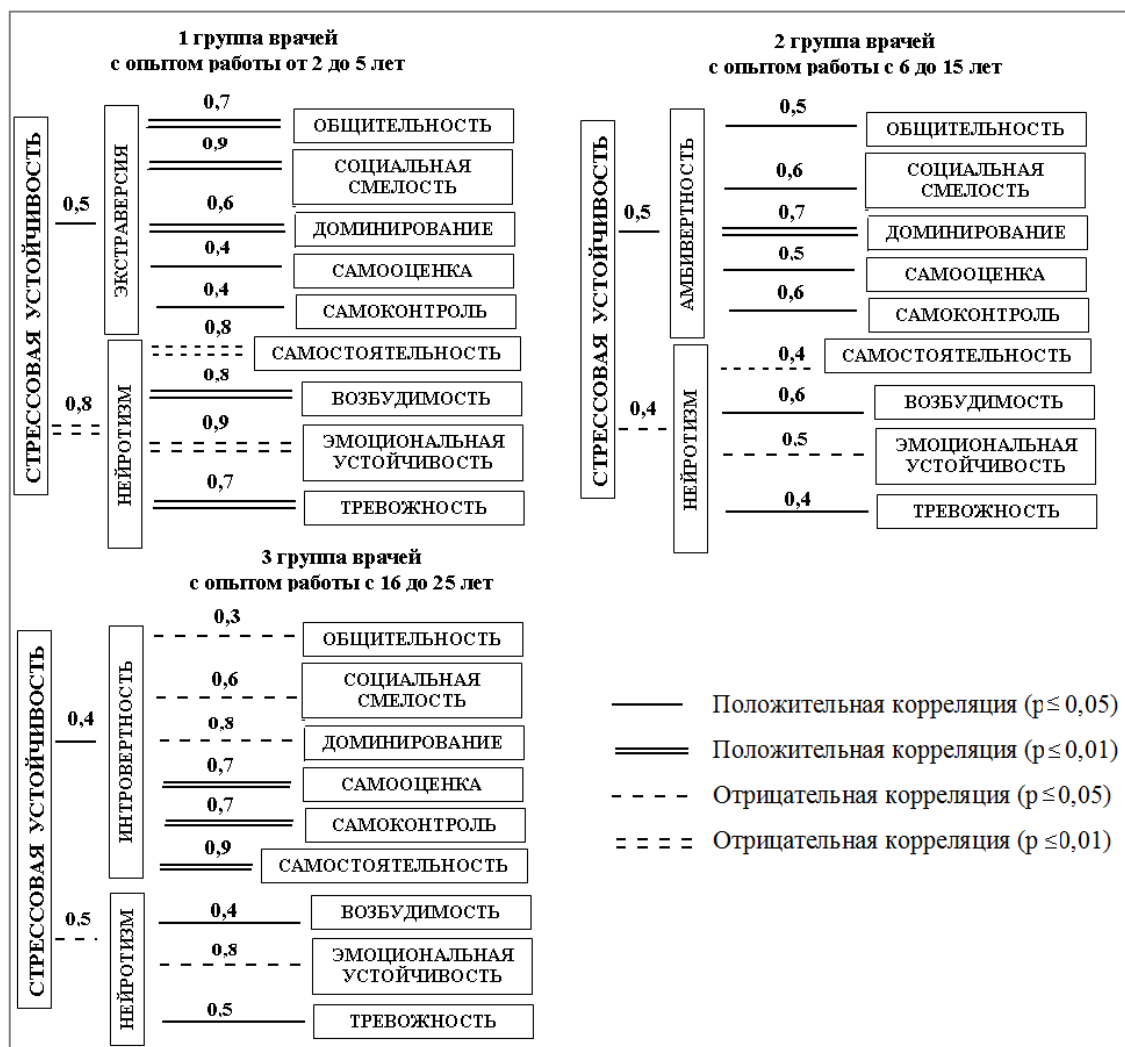 1 группа врачей
с опытом работы от 2 до 5 лет
СТРЕССОВАЯ УСТОЙЧИВОСТЬ
0,5
0,8
ЭКСТРАВЕРСИЯ
НЕЙРОТИЗМ
0,7
ОБЩИТЕЛЬНОСТЬ
0,9
СОЦИАЛЬНАЯ
СМЕЛОСТЬ
0,6
ДОМИНИРОВАНИЕ
0,4
САМООЦЕНКА
0,4
САМОКОНТРОЛЬ
0,8
САМОСТОЯТЕЛЬНОСТЬ
0,8
ВОЗБУДИМОСТЬ
0,9
ЭМОЦИОНАЛЬНАЯ
УСТОЙЧИВОСТЬ
0,7
ТРЕВОЖНОСТЬ
2 группа врачей
с опытом работы с 6 до 15 лет
СТРЕССОВАЯ УСТОЙЧИВОСТЬ
0,5
0,4
АМБИВЕРТНОСТЬ
НЕЙРОТИЗМ
0,5
ОБЩИТЕЛЬНОСТЬ
0,6
СОЦИАЛЬНАЯ
СМЕЛОСТЬ
0,7
ДОМИНИРОВАНИЕ
0,5
САМООЦЕНКА
0,6
САМОКОНТРОЛЬ
0,4
САМОСТОЯТЕЛЬНОСТЬ
0,6
ВОЗБУДИМОСТЬ
0,5
ЭМОЦИОНАЛЬНАЯ
УСТОЙЧИВОСТЬ
0,4
ТРЕВОЖНОСТЬ
3 группа врачей
с опытом работы с 16 до 25 лет
СТРЕССОВАЯ УСТОЙЧИВОСТЬ
0,4
0,5
ИНТРОВЕРТНОСТЬ
НЕЙРОТИЗМ
0,3
ОБЩИТЕЛЬНОСТЬ
0,6
СОЦИАЛЬНАЯ
СМЕЛОСТЬ
0,8
ДОМИНИРОВАНИЕ
0,7
САМООЦЕНКА
0,7
САМОКОНТРОЛЬ
0,9
САМОСТОЯТЕЛЬНОСТЬ
0,4
ВОЗБУДИМОСТЬ
0,8
ЭМОЦИОНАЛЬНАЯ
УСТОЙЧИВОСТЬ
0,5
ТРЕВОЖНОСТЬ
Положительная корреляция (p≤ 0,05)
Положительная корреляция (p≤ 0,01)
Отрицательная корреляция (p ≤0,05)
Отрицательная корреляция (p ≤0,01)